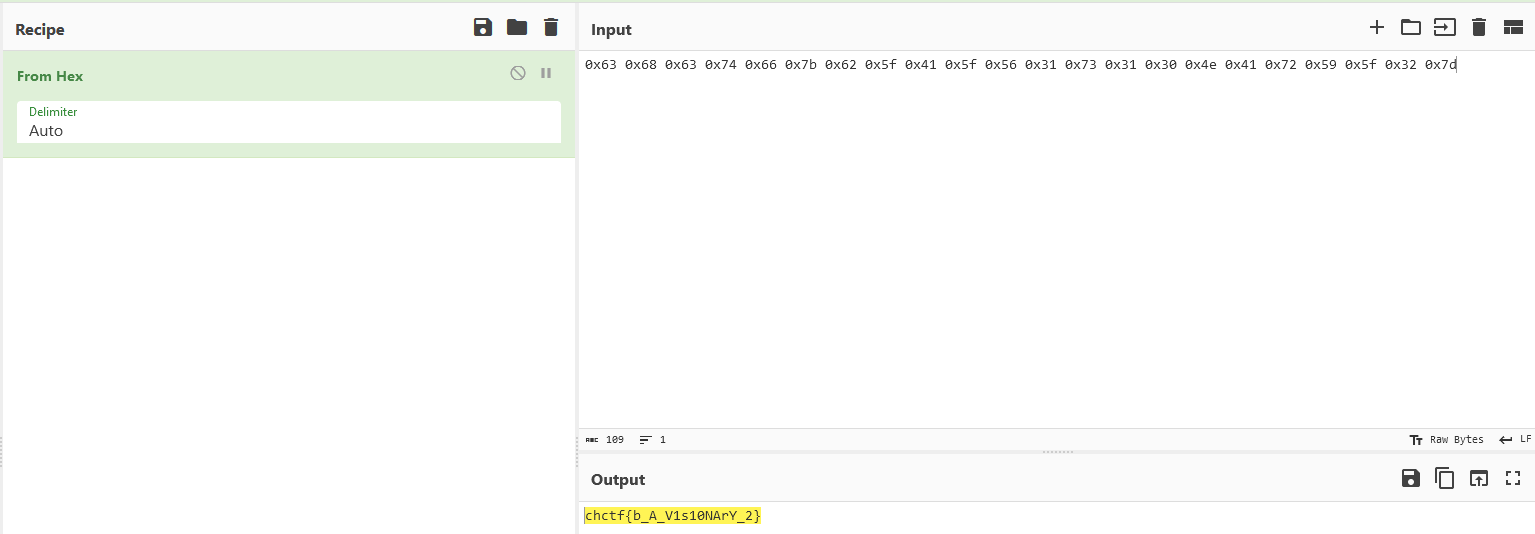 Recipe
From Hex
Delimiter
Auto
Input
0x63 0x68 0x63 0x74 0x66 0x7b 0x62 0x5f 0x41 0x5f 0x56 0x31 0x73 0x31 0x30 0x4e 0x41 0x72 0x59 0x5f 0x32 0x7d
ABC 109 1
Tт Raw Bytes LF
Output
chctf{b_A_V1s10NArY_2}